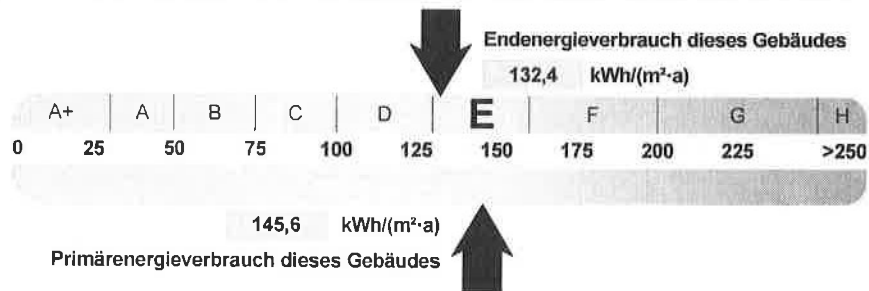 Endenergieverbrauch dieses Gebäudes
132,4 kWh/(m²·a)
A+ A B C D E F G H
0 25 50 75 100 125 150 175 200 225 >250
145,6 kWh/(m²·a)
Primärenergieverbrauch dieses Gebäudes